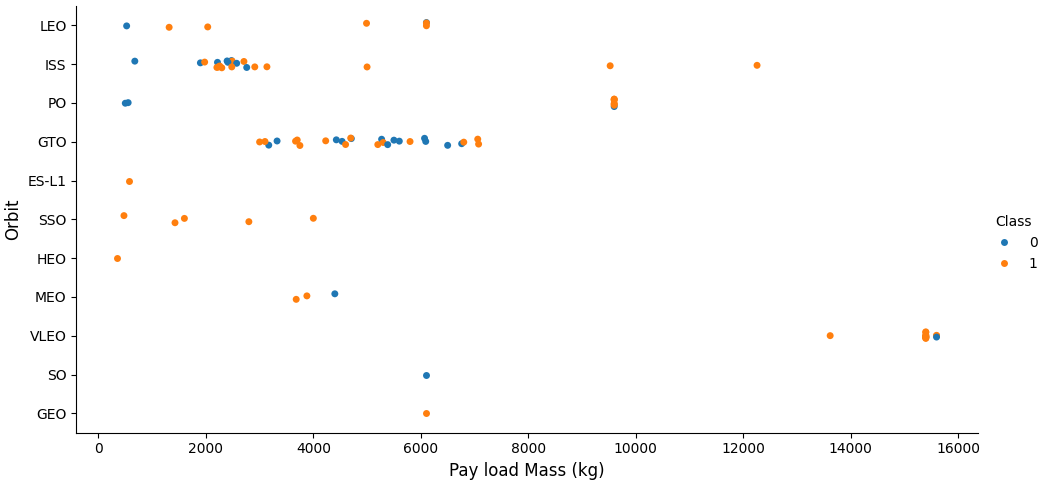 LEO
ISS
PO
GTO
ES-L1
SSO
HEO
MEO
VLEO
SO
GEO
Orbit
0 2000 4000 6000 8000 10000 12000 14000 16000
Pay load Mass (kg)
Class
0
1